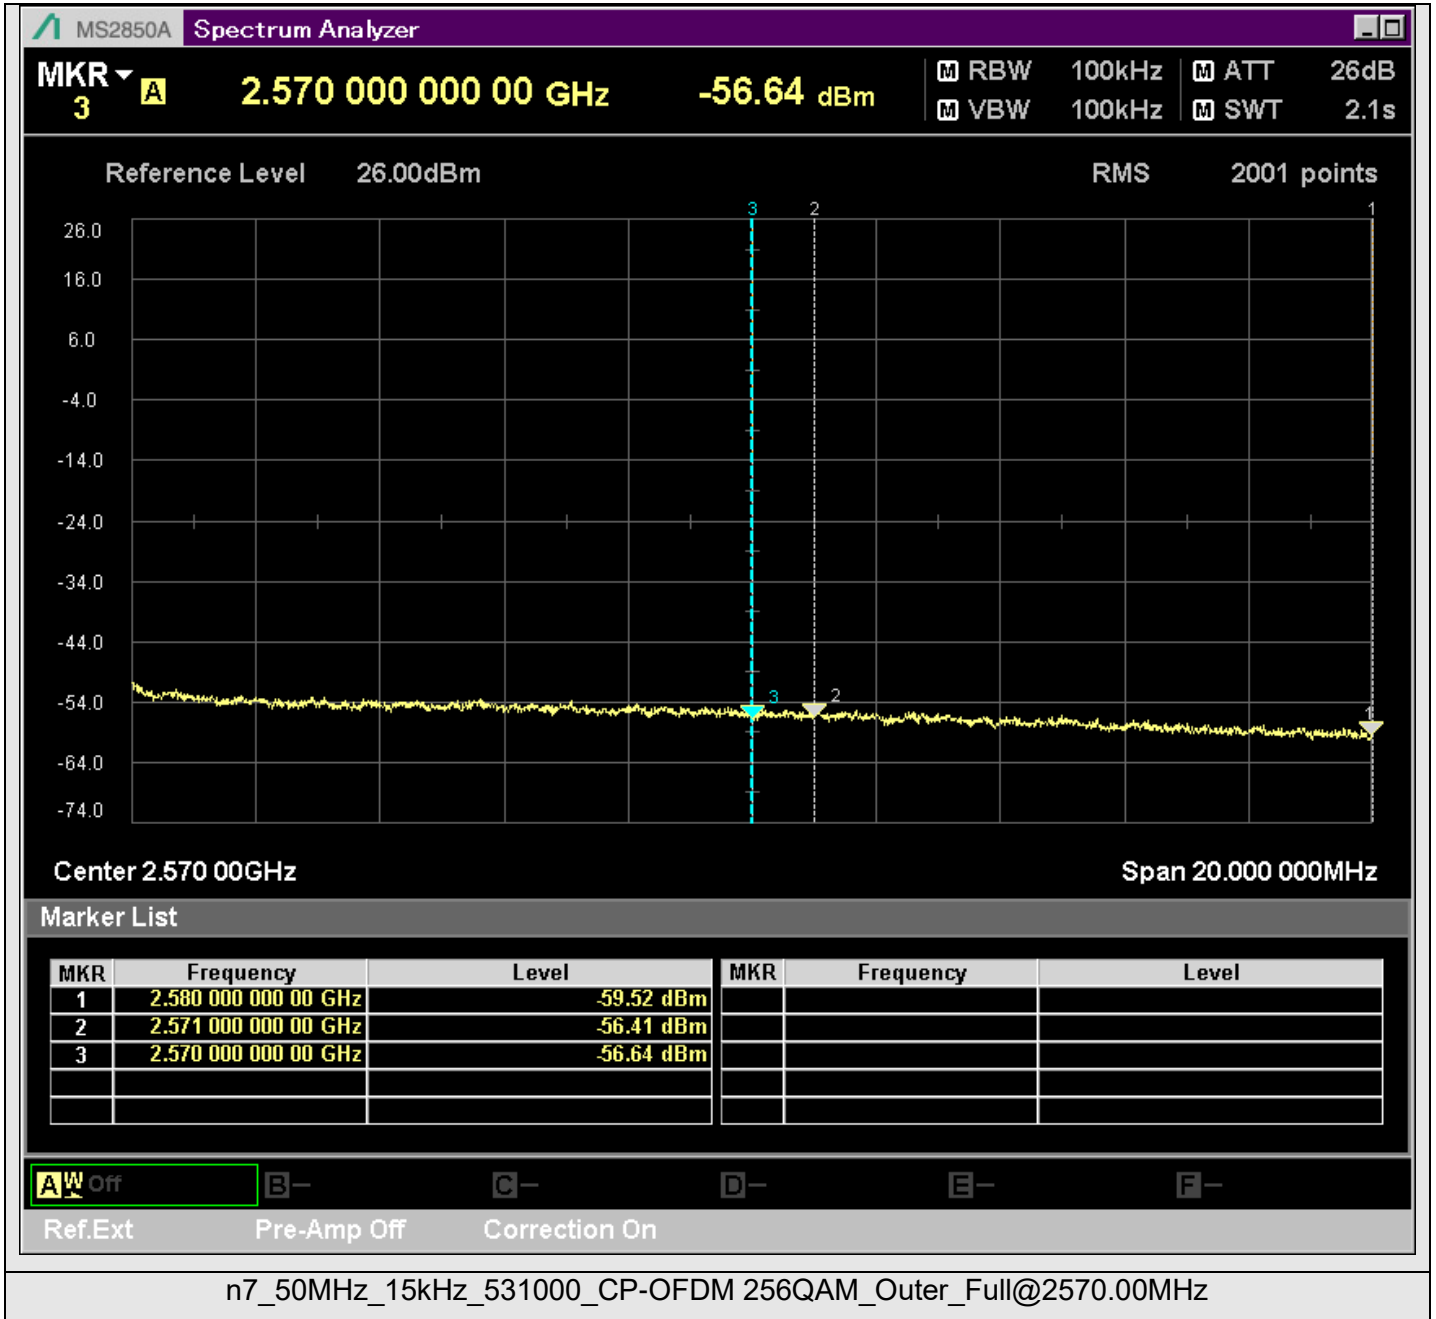 MS2850A Spectrum Analyzer
MKR A 2.570 000 000 00 GHz -56.64 dBm M RBW 100kHz M ATT 26dB
3 M VBW 100kHz M SWT 2.1s
Reference Level 26.00dBm RMS 2001 points
3 2 1
26.0
16.0
6.0
-4.0
-14.0
-24.0
-34.0
-44.0
-54.0
3 2 1
-64.0
-74.0
Center 2.570 00GHz Span 20.000 000MHz
Marker List
MKR Frequency Level MKR Frequency Level
1 2.580 000 000 00 GHz -59.52 dBm
2 2.571 000 000 00 GHz -56.41 dBm
3 2.570 000 000 00 GHz -56.64 dBm
A W Off B — C — D — E — F —
Ref.Ext Pre-Amp Off Correction On
n7_50MHz_15kHz_531000_CP-OFDM 256QAM_Outer_Full@2570.00MHz